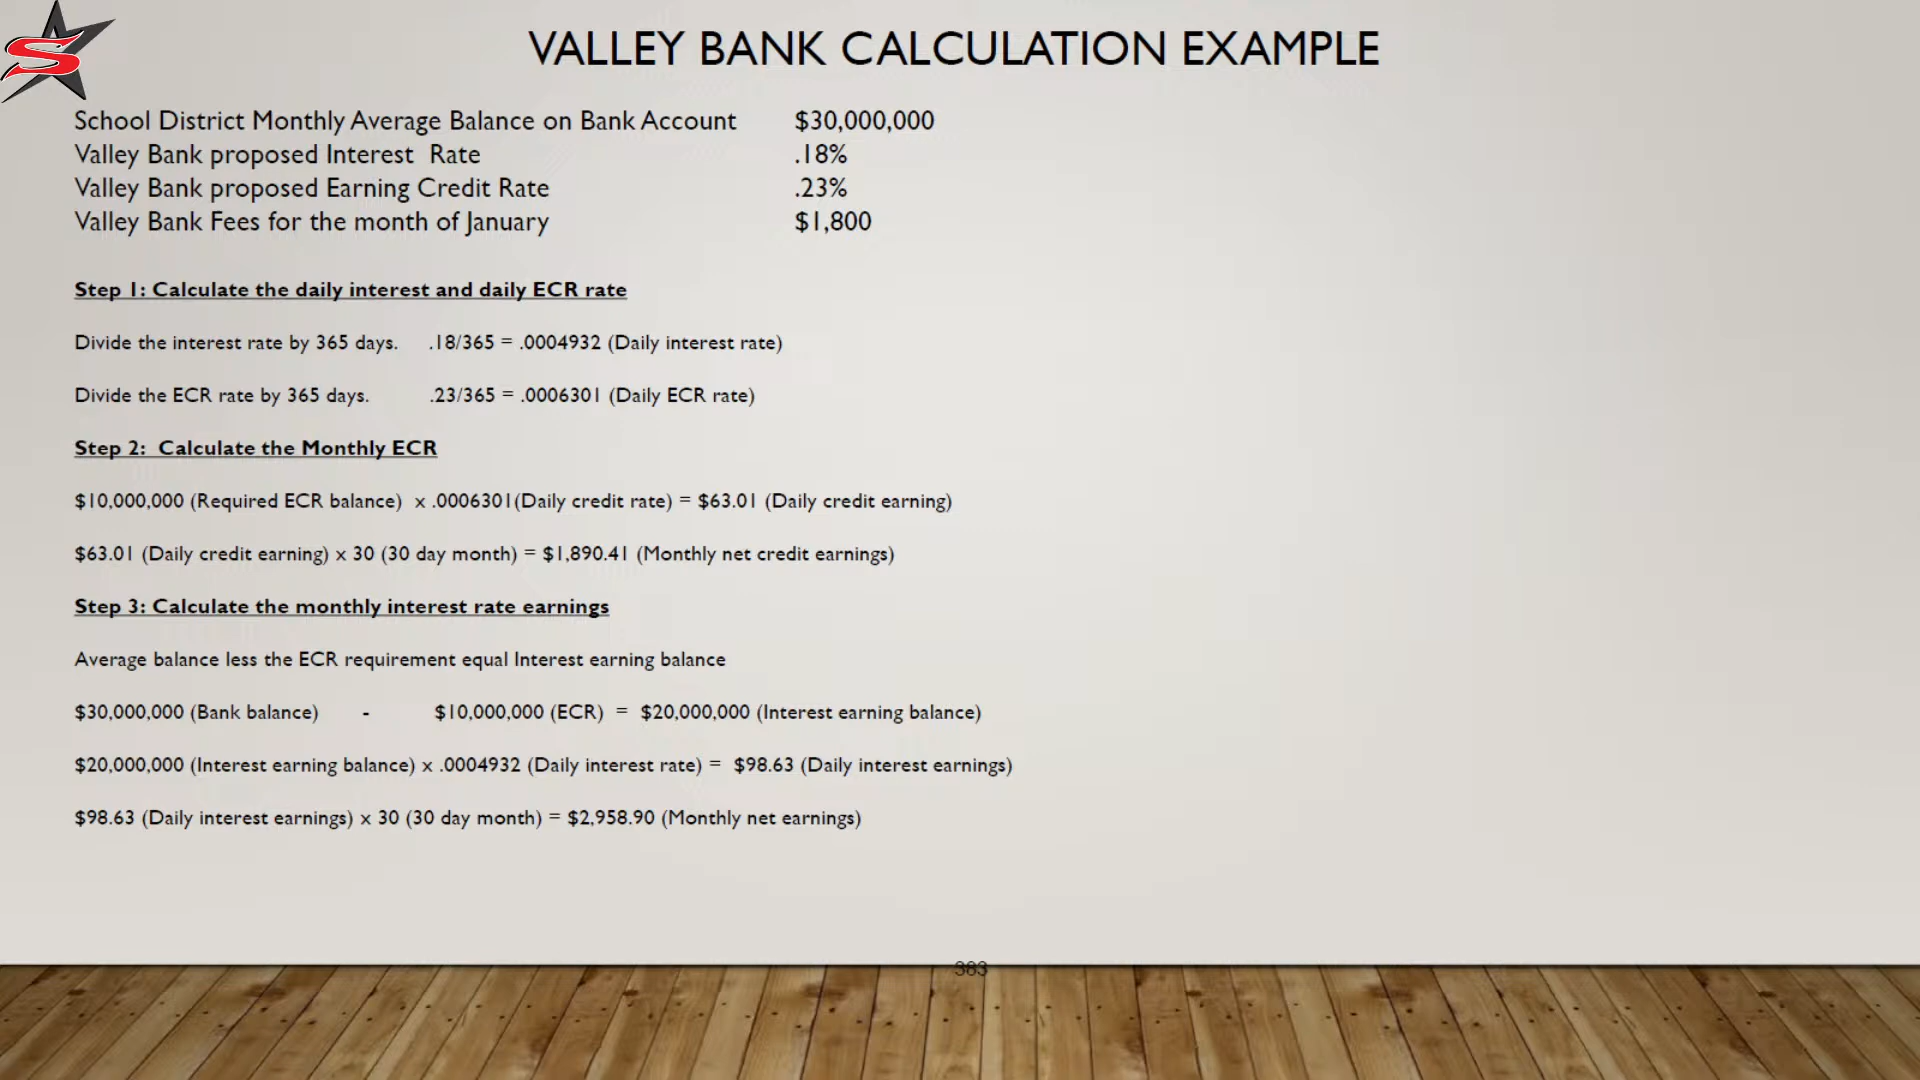 S
VALLEY BANK CALCULATION EXAMPLE
School District Monthly Average Balance on Bank Account $30,000,000
Valley Bank proposed Interest Rate .18%
Valley Bank proposed Earning Credit Rate .23%
Valley Bank Fees for the month of January $1,800
Step 1: Calculate the daily interest and daily ECR rate
Divide the interest rate by 365 days. .18/365 = .0004932 (Daily interest rate)
Divide the ECR rate by 365 days. .23/365 = .0006301 (Daily ECR rate)
Step 2: Calculate the Monthly ECR
$10,000,000 (Required ECR balance) x .0006301(Daily credit rate) = $63.01 (Daily credit earning)
$63.01 (Daily credit earning) x 30 (30 day month) = $1,890.41 (Monthly net credit earnings)
Step 3: Calculate the monthly interest rate earnings
Average balance less the ECR requirement equal Interest earning balance
$30,000,000 (Bank balance) - $10,000,000 (ECR) = $20,000,000 (Interest earning balance)
$20,000,000 (Interest earning balance) x .0004932 (Daily interest rate) = $98.63 (Daily interest earnings)
$98.63 (Daily interest earnings) x 30 (30 day month) = $2,958.90 (Monthly net earnings)
383